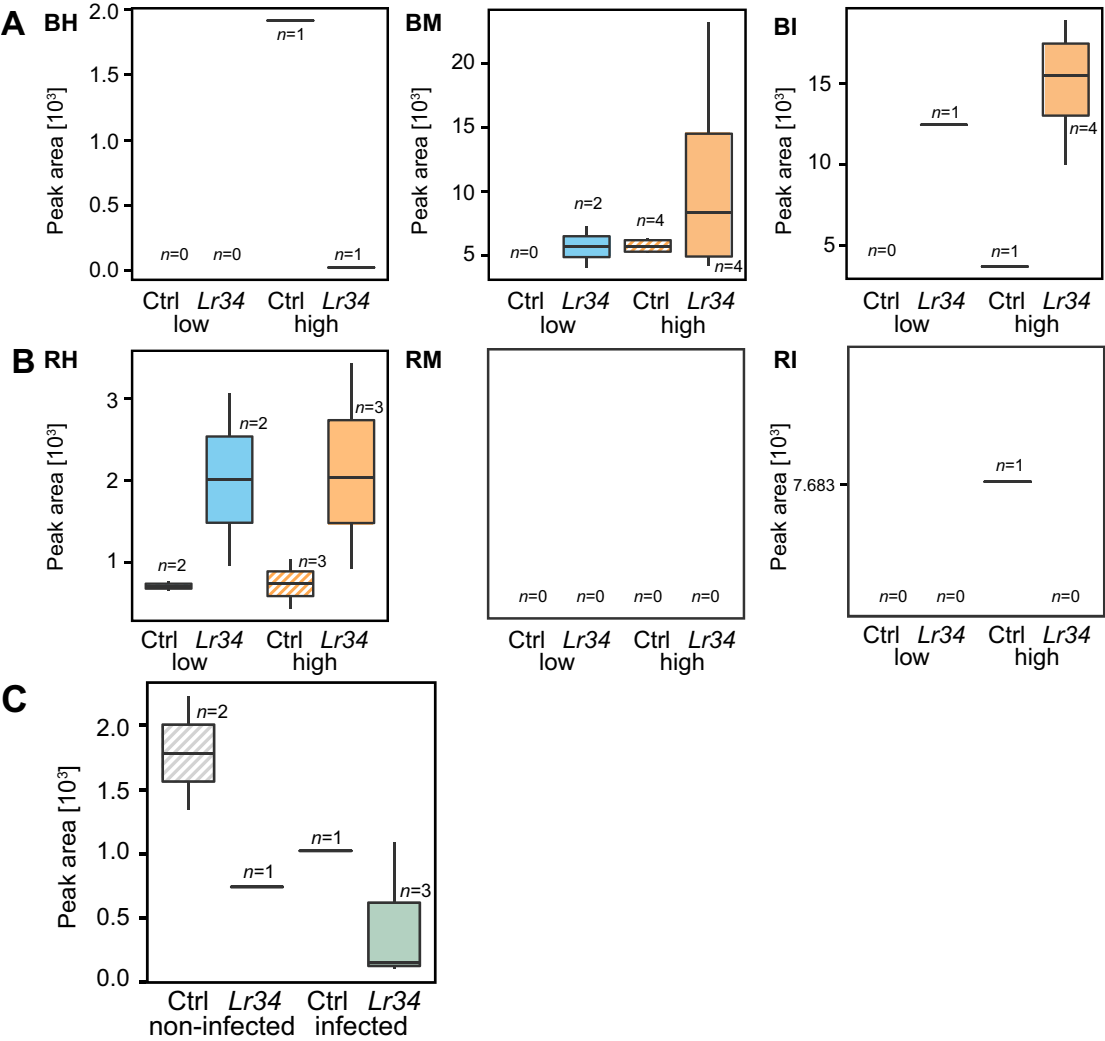 A BH
Peak area [10³]
2.0
1.5
1.0
0.5
0.0
n=0
n=0
n=1
n=1
Ctrl Lr34 Ctrl Lr34
low high
BM
Peak area [10³]
20
15
10
5
n=0
n=2
n=4
n=4
Ctrl Lr34 Ctrl Lr34
low high
BI
Peak area [10³]
15
10
5
n=0
n=1
n=1
n=4
Ctrl Lr34 Ctrl Lr34
low high
B RH
Peak area [10³]
3
2
1
n=2
n=2
n=3
n=3
Ctrl Lr34 Ctrl Lr34
low high
RM
n=0 n=0 n=0 n=0
Ctrl Lr34 Ctrl Lr34
low high
RI
Peak area [10³]
7.683
n=1
n=0 n=0 n=0
Ctrl Lr34 Ctrl Lr34
low high
C
Peak area [10³]
2.0
1.5
1.0
0.5
0.0
n=2
n=1
n=1
n=3
Ctrl Lr34 Ctrl Lr34
non-infected infected